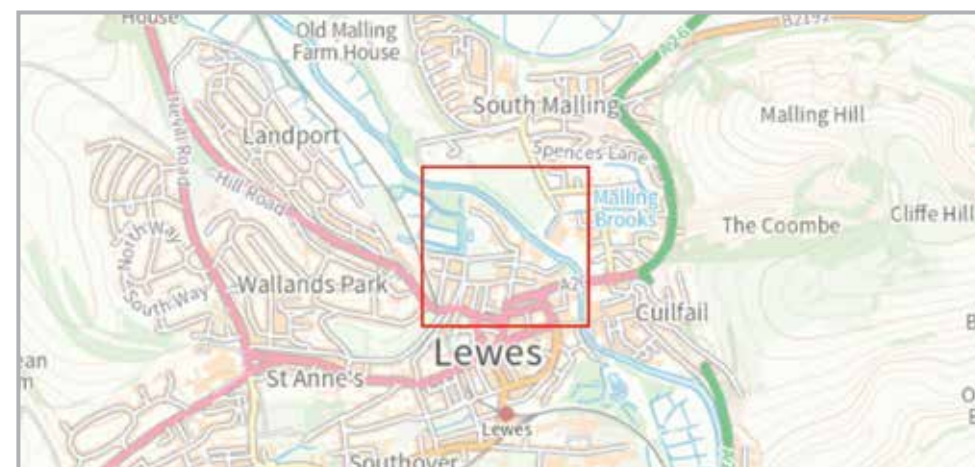 House
Old Malling
Farm House
B2192
A26
South Malling
Malling Hill
Landport
Spences Lane
Nevill Road
Hill Road
Malling
Brooks
The Coombe
Cliffe Hill
North Way
South Way
Wallands Park
Cuilfail
Lewes
St Anne's
Lewes
Southover